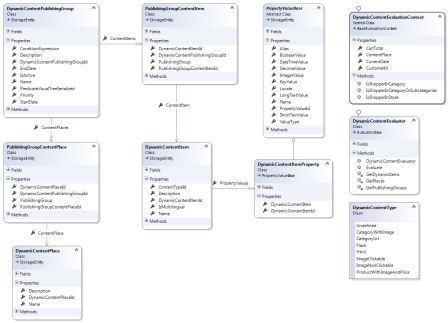 DynamicContentPublishingGroup
Class
StorageEntity
Fields
Properties
ConditionExpression
Description
DynamicContentPublishingGroupId
EndDate
IsActive
Name
PredicateVisualTreeSerialized
Priority
StartDate
Methods
ContentItems
PublishingGroupContentItem
Class
StorageEntity
Fields
Properties
DynamicContentItemId
DynamicContentPublishingGroupId
PublishingGroup
PublishingGroupContentItemId
Methods
PropertyValueBase
Abstract Class
StorageEntity
Fields
Properties
Alias
BooleanValue
DateTimeValue
DecimalValue
IntegerValue
KeyValue
Locale
LongTextValue
Name
PropertyValueId
ShortTextValue
ValueType
Methods
DynamicContentEvaluationContext
Sealed Class
BaseEvaluationContext
Properties
CartTotal
ContentPlace
CurrentDate
CustomerId
Methods
IsShopperInCategory
IsShopperInCategoryOrSubcategories
IsShopperInStore
ContentPlaces
ContentItem
PublishingGroupContentPlace
Class
StorageEntity
Fields
Properties
DynamicContentPlaceId
DynamicContentPublishingGroupId
PublishingGroup
PublishingGroupContentPlaceId
Methods
DynamicContentItem
Class
StorageEntity
Fields
Properties
ContentTypeId
Description
DynamicContentItemId
IsMultilingual
Name
Methods
PropertyValues
DynamicContentItemProperty
Class
PropertyValueBase
Fields
Properties
DynamicContentItem
DynamicContentItemId
DynamicContentEvaluator
Class
EvaluatorBase
Fields
Methods
DynamicContentEvaluator
Evaluate
GetDynamicItems
GetPlaces
GetPublishingGroups
ContentPlace
DynamicContentPlace
Class
StorageEntity
Fields
Properties
Description
DynamicContentPlaceId
Name
Methods
DynamicContentType
Enum
Undefined
CategoryWithImage
CategoryUrl
Flash
Html
ImageClickable
ImageNonClickable
ProductWithImageAndPrice